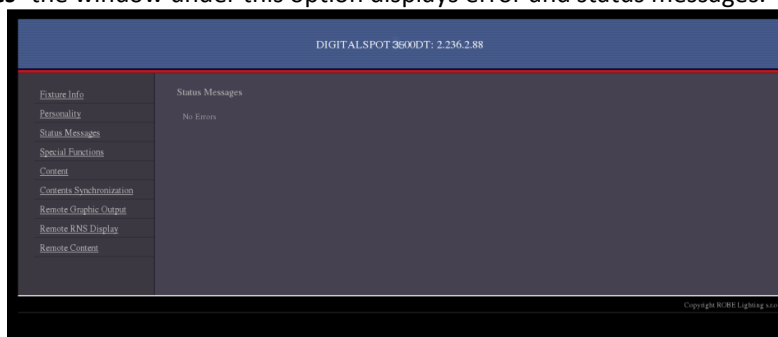 the window under this option displays error and status messages.
DIGITALSPOT 3500DT: 2.236.2.88
Fixture Info
Status Messages
Personality
No Errors
Status Messages
Special Functions
Content
Contents Synchronization
Remote Graphic Output
Remote RNS Display
Remote Content
Copyright ROBE Lighting s.r.o